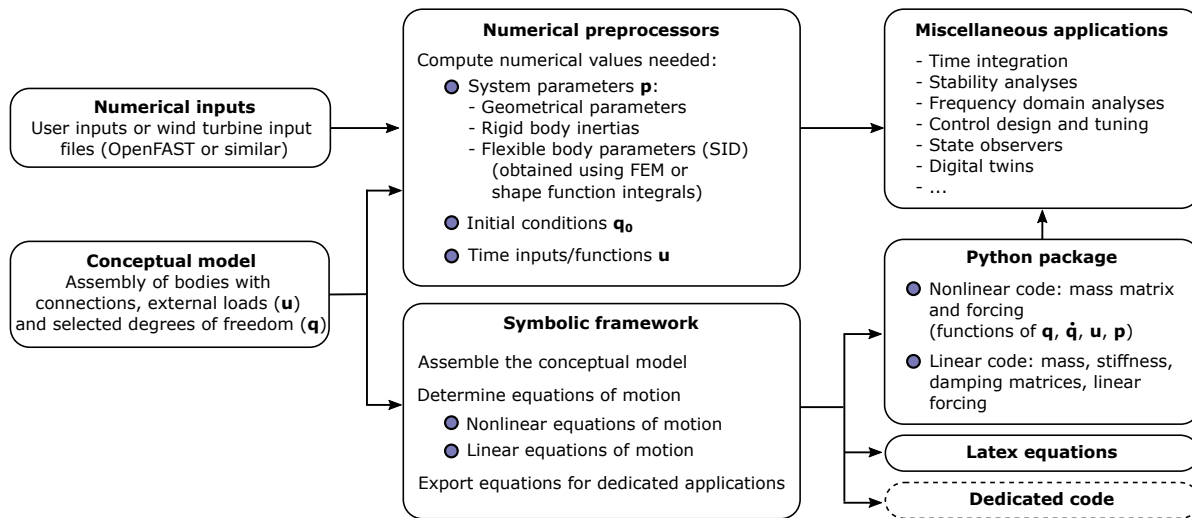 Numerical inputs
User inputs or wind turbine input
files (OpenFAST or similar)
Conceptual model
Assembly of bodies with
connections, external loads (u)
and selected degrees of freedom (q)
Numerical preprocessors
Compute numerical values needed:
System parameters p:
- Geometrical parameters
- Rigid body inertias
- Flexible body parameters (SID)
(obtained using FEM or
shape function integrals)
Initial conditions q₀
Time inputs/functions u
Symbolic framework
Assemble the conceptual model
Determine equations of motion
Nonlinear equations of motion
Linear equations of motion
Export equations for dedicated applications
Miscellaneous applications
- Time integration
- Stability analyses
- Frequency domain analyses
- Control design and tuning
- State observers
- Digital twins
- ...
Python package
Nonlinear code: mass matrix
and forcing
(functions of q, q̇, u, p)
Linear code: mass, stiffness,
damping matrices, linear
forcing
Latex equations
Dedicated code